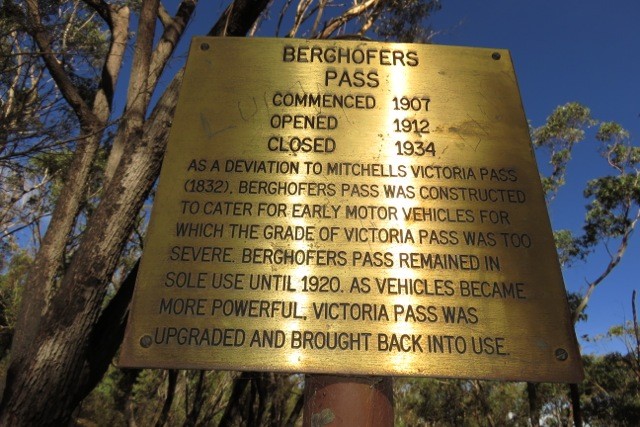 BERGHOFERS
PASS
COMMENCED 1907
OPENED 1912
CLOSED 1934
AS A DEVIATION TO MITCHELLS VICTORIA PASS
(1832), BERGHOFERS PASS WAS CONSTRUCTED
TO CATER FOR EARLY MOTOR VEHICLES FOR
WHICH THE GRADE OF VICTORIA PASS WAS TOO
SEVERE. BERGHOFERS PASS REMAINED IN
SOLE USE UNTIL 1920. AS VEHICLES BECAME
MORE POWERFUL, VICTORIA PASS WAS
UPGRADED AND BROUGHT BACK INTO USE.